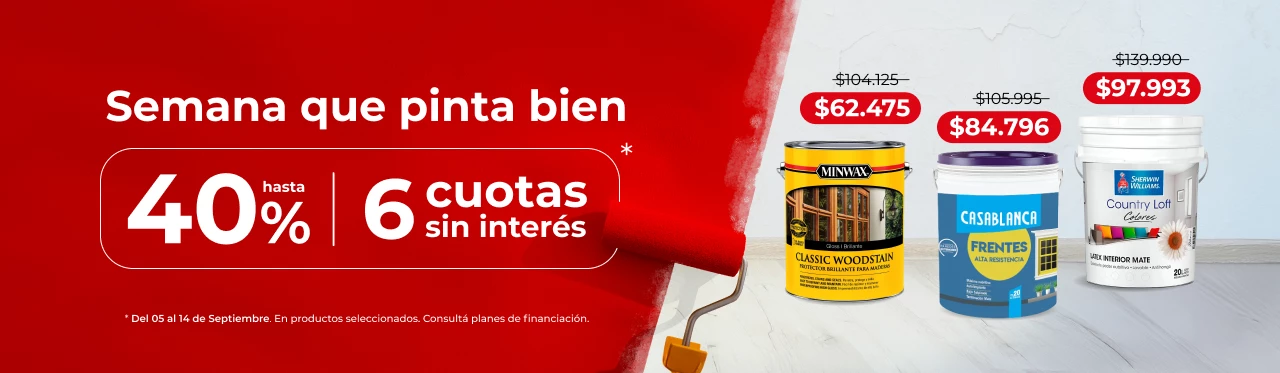 Semana que pinta bien
*
40 hasta %
6 cuotas
sin interés
* Del 05 al 14 de Septiembre. En productos seleccionados. Consultá planes de financiación.
$104.125
$62.475
MINWAX
Gloss | Brillante
CLASSIC WOODSTAIN
PROTECTOR BRILLANTE PARA MADERAS
$105.995
$84.796
CASABLANCA
FRENTES
ALTA RESISTENCIA
20
$139.990
$97.993
SHERWIN
WILLIAMS
Country Loft
Colores
LATEX INTERIOR MATE
20